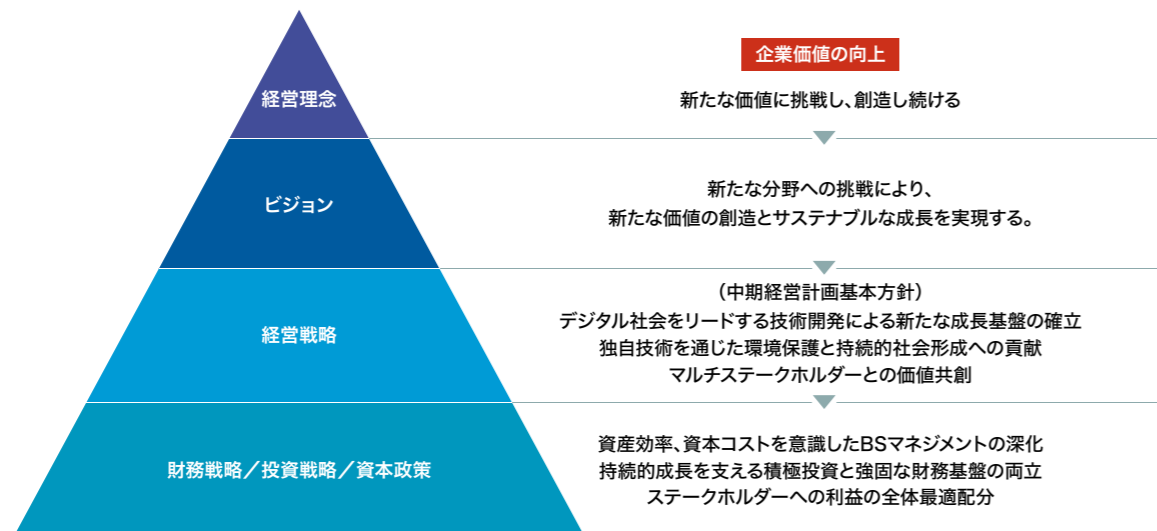 企業価値の向上
経営理念
新たな価値に挑戦し、創造し続ける
ビジョン
新たな分野への挑戦により、
新たな価値の創造とサステナブルな成長を実現する。
経営戦略
（中期経営計画基本方針）
デジタル社会をリードする技術開発による新たな成長基盤の確立
独自技術を通じた環境保護と持続的社会形成への貢献
マルチステークホルダーとの価値共創
財務戦略／投資戦略／資本政策
資産効率、資本コストを意識したBSマネジメントの深化
持続的成長を支える積極投資と強固な財務基盤の両立
ステークホルダーへの利益の全体最適配分